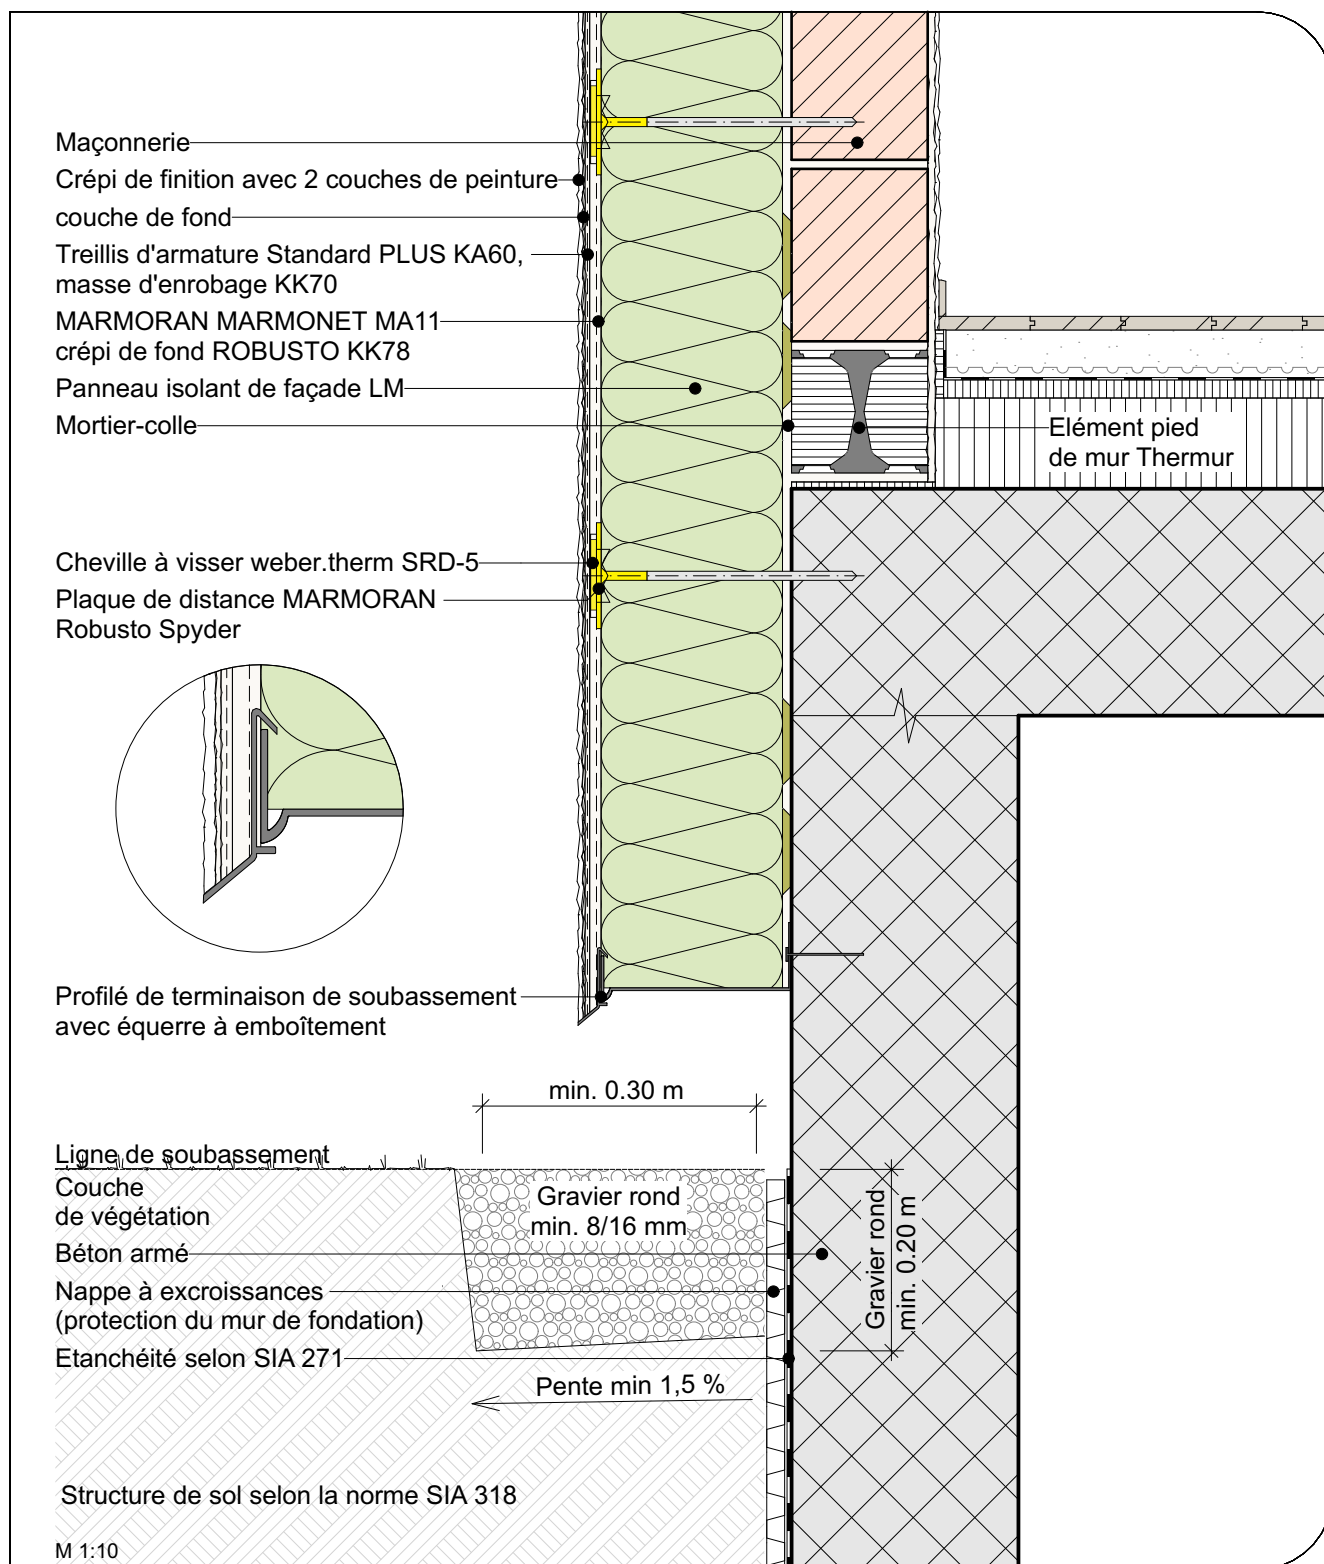 Maçonnerie
Crépi de finition avec 2 couches de peinture
couche de fond
Treillis d'armature Standard PLUS KA60,
masse d'enrobage KK70
MARMORAN MARMONET MA11
crépi de fond ROBUSTO KK78
Panneau isolant de façade LM
Mortier-colle
Elément pied
de mur Thermur
Cheville à visser weber.therm SRD-5
Plaque de distance MARMORAN
Robusto Spyder
Profilé de terminaison de soubassement
avec équerre à emboîtement
min. 0.30 m
Ligne de soubassement
Couche
de végétation
Gravier rond
min. 8/16 mm
Gravier rond
min. 0.20 m
Béton armé
Nappe à excroissances
(protection du mur de fondation)
Etanchéité selon SIA 271
Pente min 1,5 %
Structure de sol selon la norme SIA 318
M 1:10